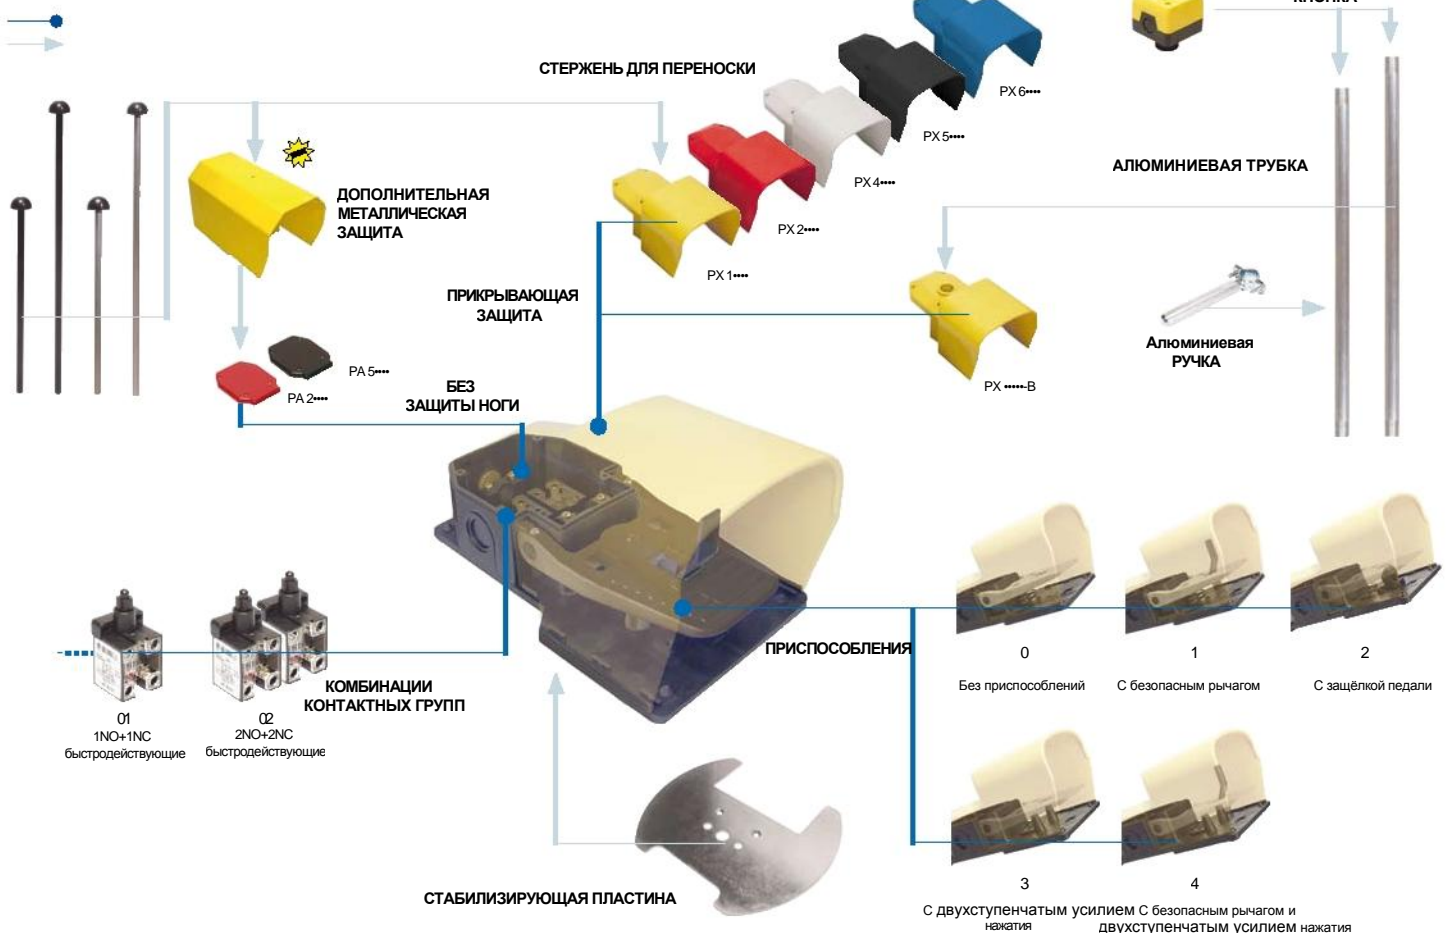 КНОПКА
СТЕРЖЕНЬ ДЛЯ ПЕРЕНОСКИ
PX 6••••
PX 5••••
PX 4••••
PX 2••••
PX 1••••
АЛЮМИНИЕВАЯ ТРУБКА
ДОПОЛНИТЕЛЬНАЯ
МЕТАЛЛИЧЕСКАЯ
ЗАЩИТА
ПРИКРЫВАЮЩАЯ
ЗАЩИТА
Алюминиевая
РУЧКА
PX •••••-B
PA 5••••
PA 2••••
БЕЗ
ЗАЩИТЫ НОГИ
ПРИСПОСОБЛЕНИЯ
0
Без приспособлений
1
С безопасным рычагом
2
С защёлкой педали
КОМБИНАЦИИ
КОНТАКТНЫХ ГРУПП
01
1NO+1NC
быстродействующие
02
2NO+2NC
быстродействующие
СТАБИЛИЗИРУЮЩАЯ ПЛАСТИНА
3
С двухступенчатым усилием
нажатия
4
С безопасным рычагом и
двухступенчатым усилием нажатия